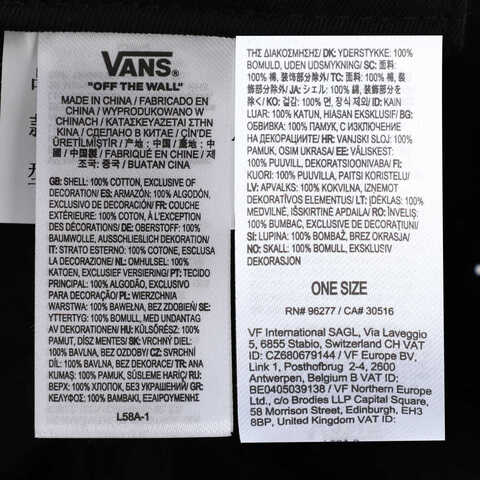 VANS®
"OFF THE WALL"
MADE IN CHINA / FABRICADO EN
CHINA / WYPRODUKOWANO W
CHINACH / ΚΑΤΑΣΚΕΥΑΖΕΤΑΙ ΣΤΗΝ
ΚΙΝΑ / СДЕЛАНО В КИТАЕ / ÇİN'DE
ÜRETİLMİŞTİR / 产地：中国 / 產地：中
國 / 中国製 / FABRIQUÉ EN CHINE / 제
조국: 중국 / BUATAN CINA
GB: SHELL: 100% COTTON, EXCLUSIVE OF
DECORATION/ ES: ARMAZÓN: 100% ALGODÓN,
EXCLUSIVO DE DECORACIÓN/ FR: COUCHE
EXTÉRIEURE: 100% COTON, À L'EXCEPTION
DES DÉCORATIONS/ DE: OBERSTOFF: 100%
BAUMWOLLE, AUSSCHLIESSLICH DEKORATION/
IT: STRATO ESTERNO: 100% COTONE, ESCLUSA
LA DECORAZIONE/ NL: OMHULSEL: 100%
KATOEN, EXCLUSIEF VERSIERING/ PT: TECIDO
PRINCIPAL: 100% ALGODÃO, EXCLUINDO
DECORAÇÃO/ PL: WIERZCHNIA
WARSTWA: 100% BAWEŁNA, BEZ ZDOBIEŃ/ SE:
YTTERTYG: 100% BOMULL, MED UNDANTAG
AV DEKORATIONEN/ HU: KÜLSŐRÉSZ: 100%
PAMUT, DÍSZ MENTES/ SK: VRCHNÝ DIEL:
100% BAVLNA, BEZ OZDOBY/ CZ: SVRCHNÍ
DÍL: 100% BAVLNA, BEZ DEKORACE/ TR: ANA
KUMAŞ: 100% PAMUK, SÜSLEME HARİÇ/ RU:
ВЕРХ: 100% ХЛОПОК, БЕЗ УКРАШЕНИЙ/ GR:
ΚΕΛΥΦΟΣ: 100% ΒΑΜΒΑΚΙ, ΕΞΑΙΡΟΥΜΕΝΗΣ
L58A-1
ΤΗΣ ΔΙΑΚΟΣΜΗΣΗΣ/ DK: YDERSTYKKE: 100%
BOMULD, UDEN UDSMYKNING/ SC: 面料:
100% 棉, 装饰部分除外/ TC: 面料: 100% 棉, 裝
飾部分除外/ JA: シェル: 100% 綿, 装飾部分を
除く/ KO: 겉감: 100% 면, 장식 제외/ ID: KAIN
LUAR: 100% KATUN, HIASAN EKSKLUSIF/ BG:
ОБВИВКА: 100% ПАМУК, С ИЗКЛЮЧЕНИЕ
НА ДЕКОРАЦИИТЕ/ HR: VANJSKI SLOJ: 100%
PAMUK, OSIM UKRASA/ EE: VÄLISKEST:
100% PUUVILL, DEKORATSIOONIVABA/ FI:
KUORI: 100% PUUVILLA, PAITSI KORISTELU/
LV: APVALKS: 100% KOKVILNA, IZŅEMOT
DEKORATĪVOS ELEMENTUS/ LT: ĮDĖKLAS: 100%
MEDVILNĖ, IŠSKIRTINĖ APDAILA/ RO: ÎNVELIȘ:
100% BUMBAC, EXCLUSIVE DE DECORAȚIUNI/
SI: LUPINA: 100% BOMBAŽ, BREZ OKRASJA/
NO: SKALL: 100% BOMULL, EKSKLUSIV
DEKORASJON
ONE SIZE
RN# 96277 / CA# 30516
VF International SAGL, Via Laveggio
5, 6855 Stabio, Switzerland CH VAT
ID: CZ680679144 / VF Europe BV,
Link 1, Posthofbrug 2-4, 2600
Antwerpen, Belgium B VAT ID:
BE0405039138 / VF Northern Europe
Ltd., c/o Brodies LLP Capital Square,
58 Morrison Street, Edinburgh, EH3
8BP, United Kingdom VAT ID: